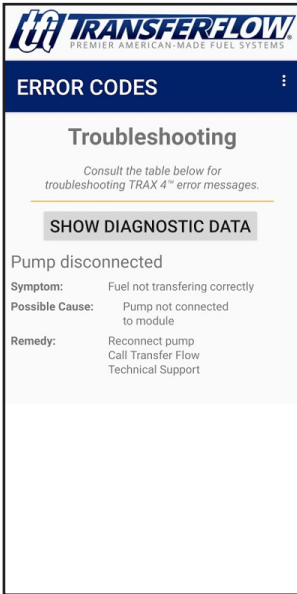 tfi TRANSFERFLOW®
PREMIER AMERICAN-MADE FUEL SYSTEMS
ERROR CODES
Troubleshooting
Consult the table below for
troubleshooting TRAX 4™ error messages.
SHOW DIAGNOSTIC DATA
Pump disconnected
Symptom: Fuel not transfering correctly
Possible Cause: Pump not connected
to module
Remedy: Reconnect pump
Call Transfer Flow
Technical Support